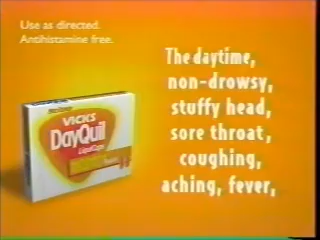 Use as directed.
Antihistamine free.
The daytime,
non-drowsy,
stuffy head,
sore throat,
coughing,
aching, fever,
VICKS
DayQuil
LiquiCaps